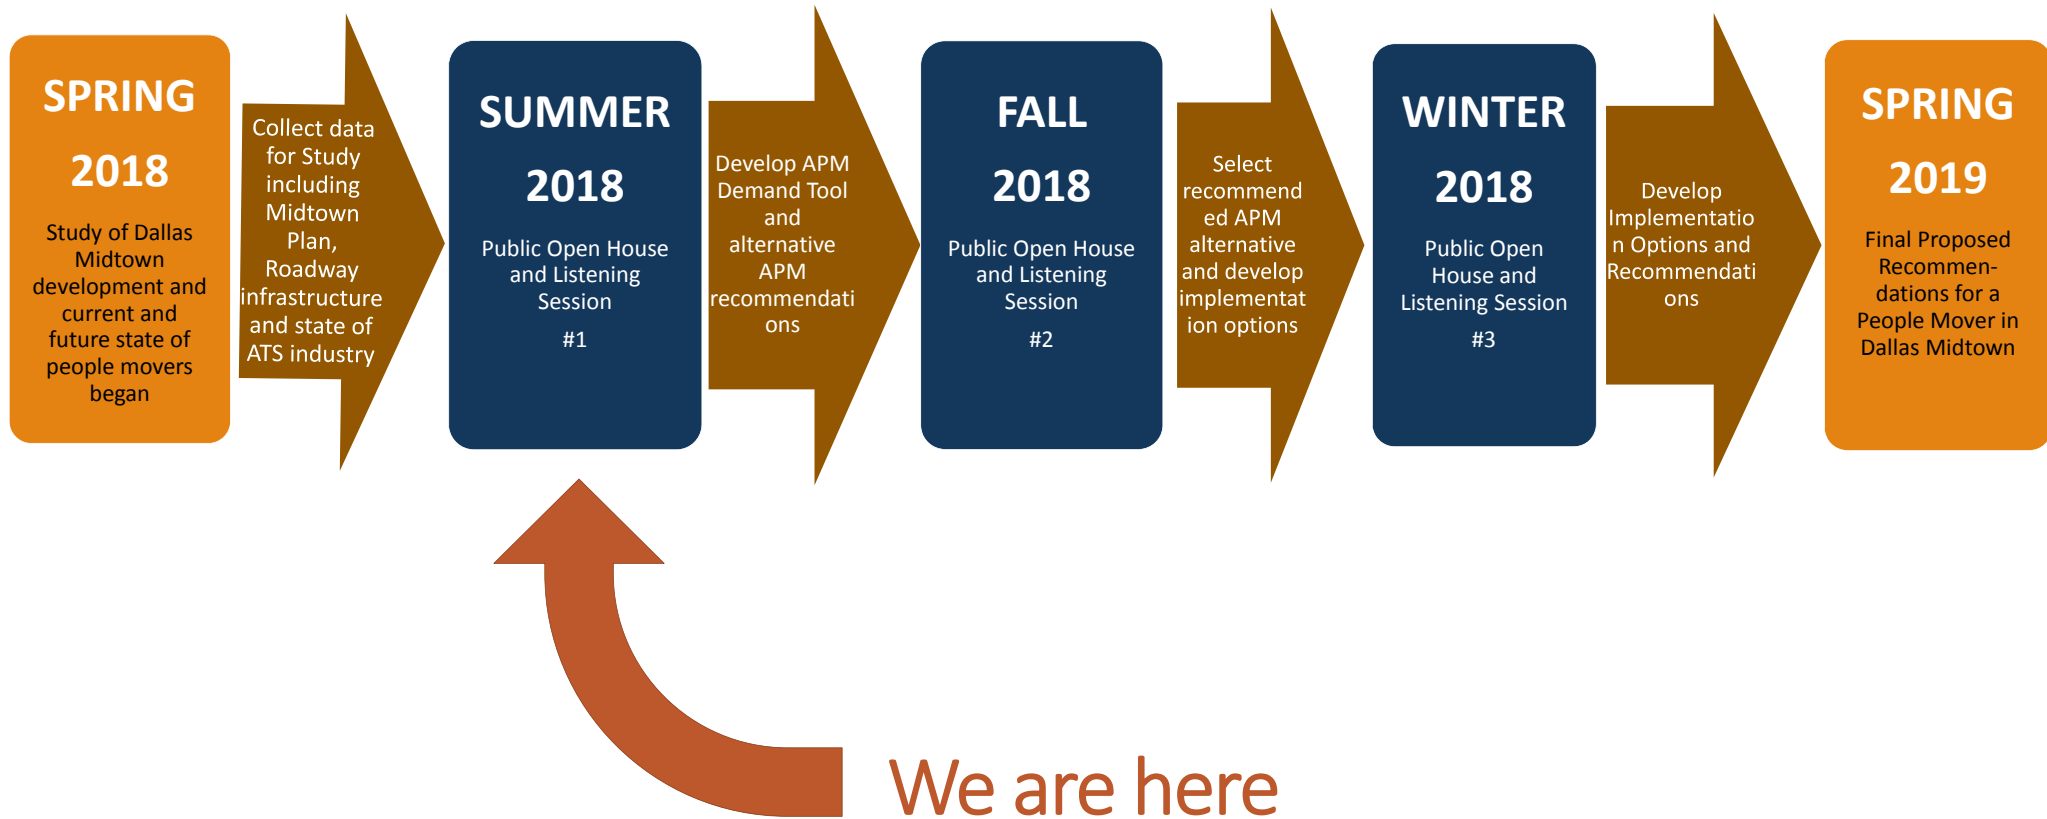 SPRING
2018
Study of Dallas
Midtown
development and
current and
future state of
people movers
began
Collect data
for Study
including
Midtown
Plan,
Roadway
infrastructure
and state of
ATS industry
SUMMER
2018
Public Open House
and Listening
Session
#1
Develop APM
Demand Tool
and
alternative
APM
recommendati
ons
FALL
2018
Public Open House
and Listening
Session
#2
Select
recommend
ed APM
alternative
and develop
implementat
ion options
WINTER
2018
Public Open
House and
Listening Session
#3
Develop
Implementatio
n Options and
Recommendati
ons
SPRING
2019
Final Proposed
Recommen-
dations for a
People Mover in
Dallas Midtown
We are here